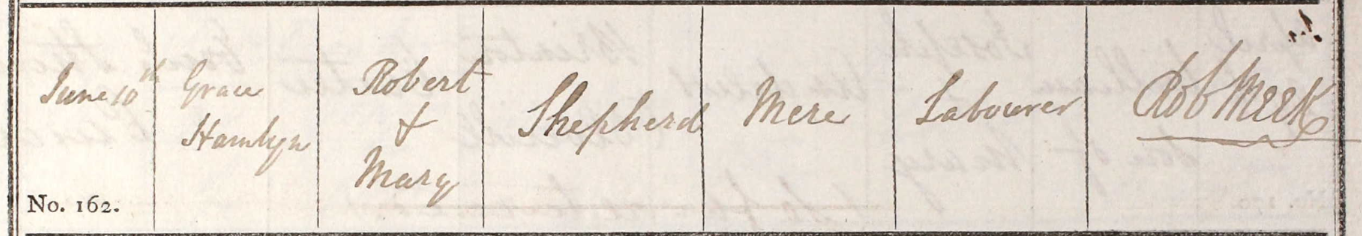 June 10th
No. 162.
Grace
Hamlyn
Robert
&
Mary
Shepherd
Mere
Labourer
Rob Meek